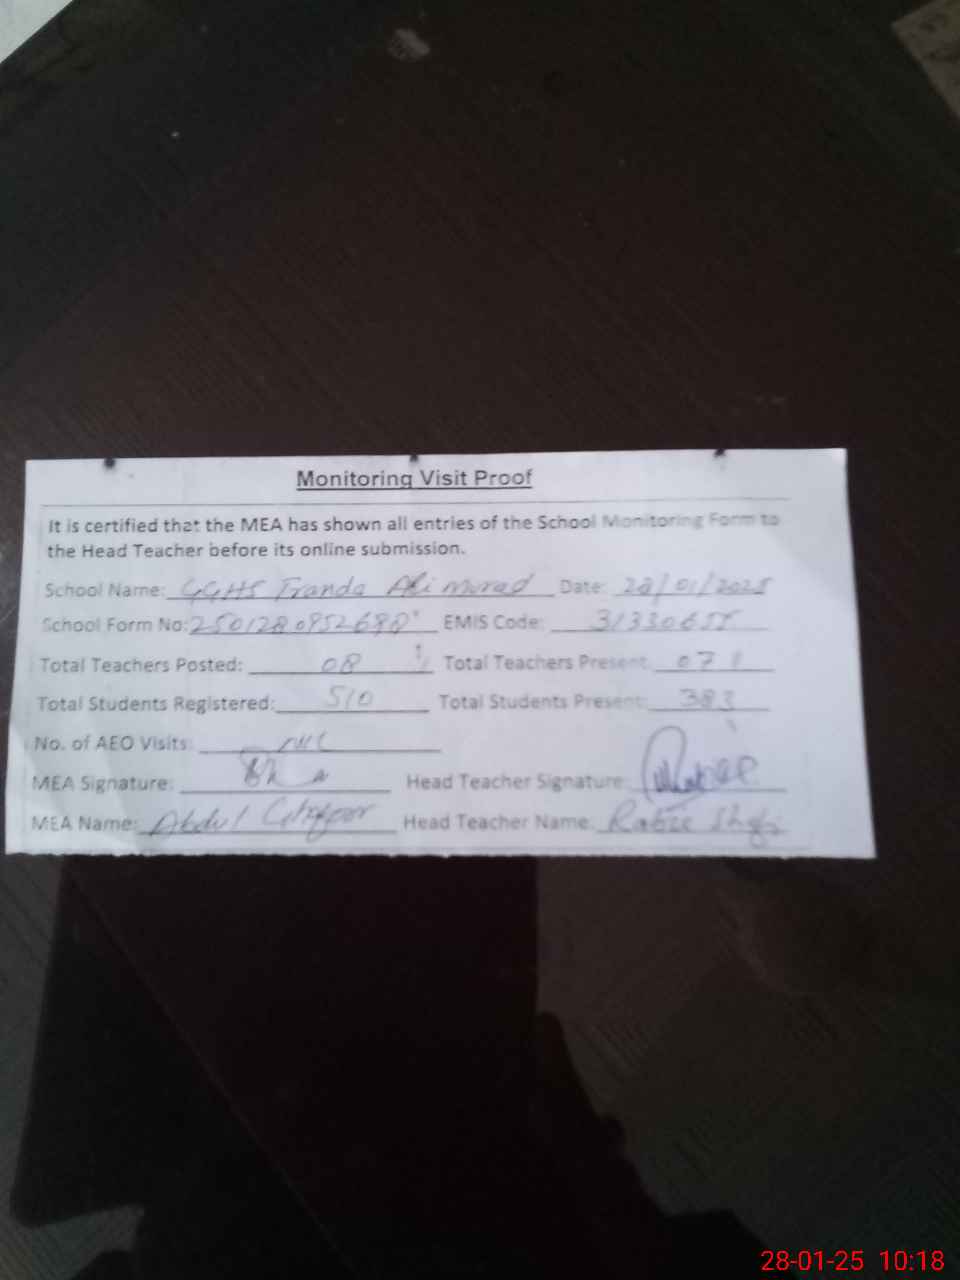 Monitoring Visit Proof
It is certified that the MEA has shown all entries of the School Monitoring Form to
the Head Teacher before its online submission.
School Name: GGHS Tranda Ali Murad Date: 28/01/2025
School Form No: EMIS Code: 31330655
Total Teachers Posted: 08 Total Teachers Present: 07
Total Students Registered: 510 Total Students Present: 383
No. of AEO Visits: Nil
MEA Signature: Head Teacher Signature:
MEA Name: Abdul Head Teacher Name:
28-01-25 10:18